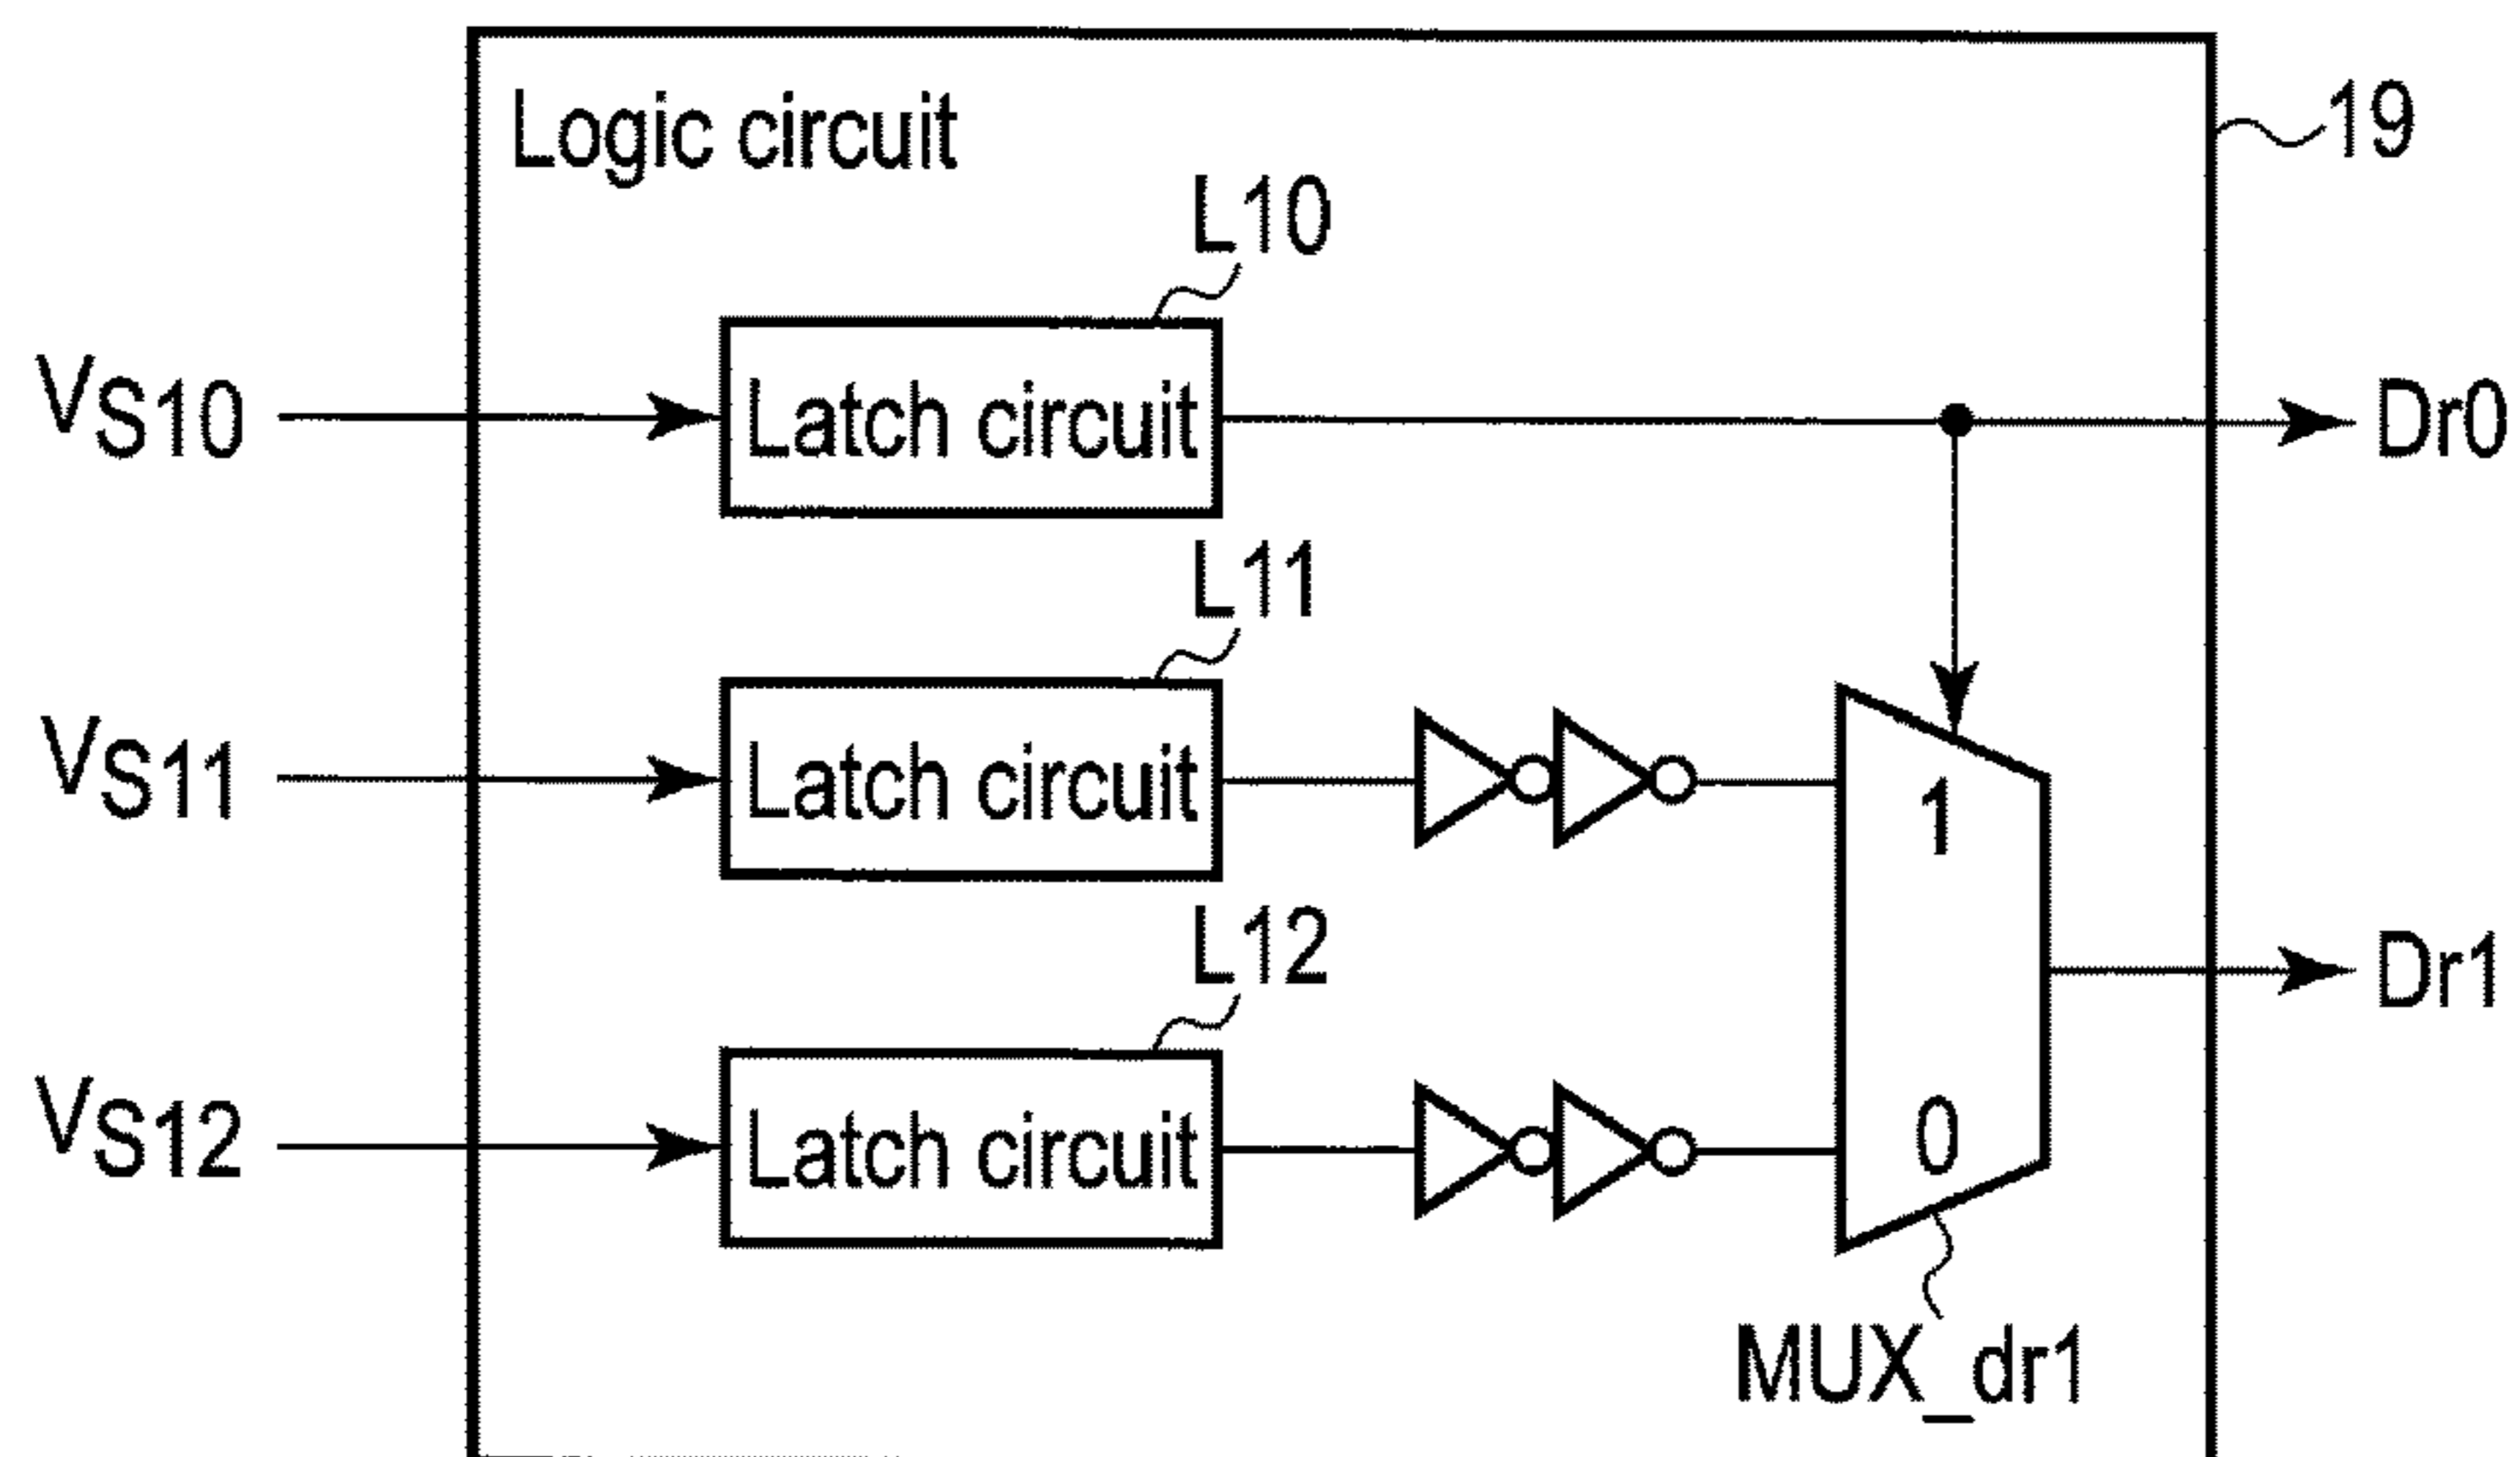 Logic circuit
19
L10
VS10
Latch circuit
Dr0
L11
VS11
Latch circuit
1
L12
Dr1
VS12
Latch circuit
0
MUX_dr1